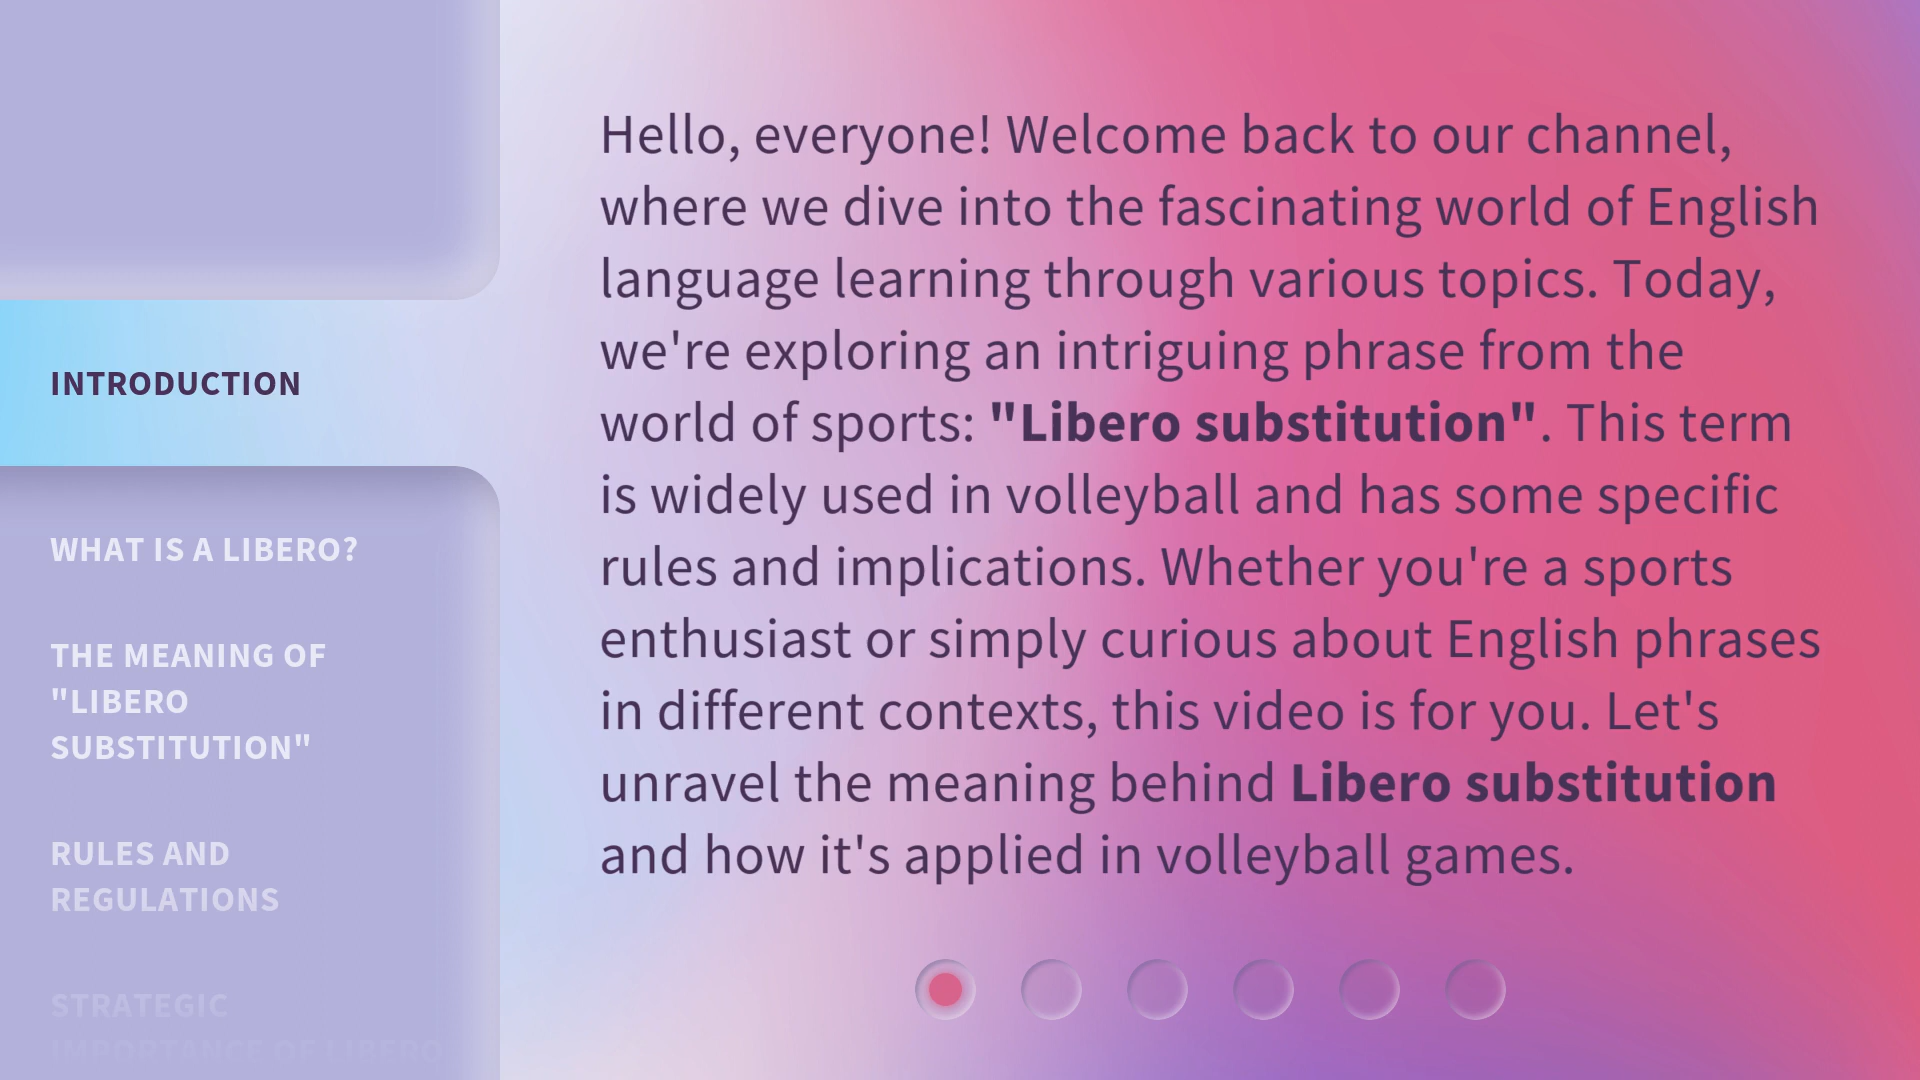 INTRODUCTION
WHAT IS A LIBERO?
THE MEANING OF
"LIBERO
SUBSTITUTION"
RULES AND
REGULATIONS
STRATEGIC
IMPORTANCE OF LIBERO
Hello, everyone! Welcome back to our channel,
where we dive into the fascinating world of English
language learning through various topics. Today,
we're exploring an intriguing phrase from the
world of sports: "Libero substitution". This term
is widely used in volleyball and has some specific
rules and implications. Whether you're a sports
enthusiast or simply curious about English phrases
in different contexts, this video is for you. Let's
unravel the meaning behind Libero substitution
and how it's applied in volleyball games.